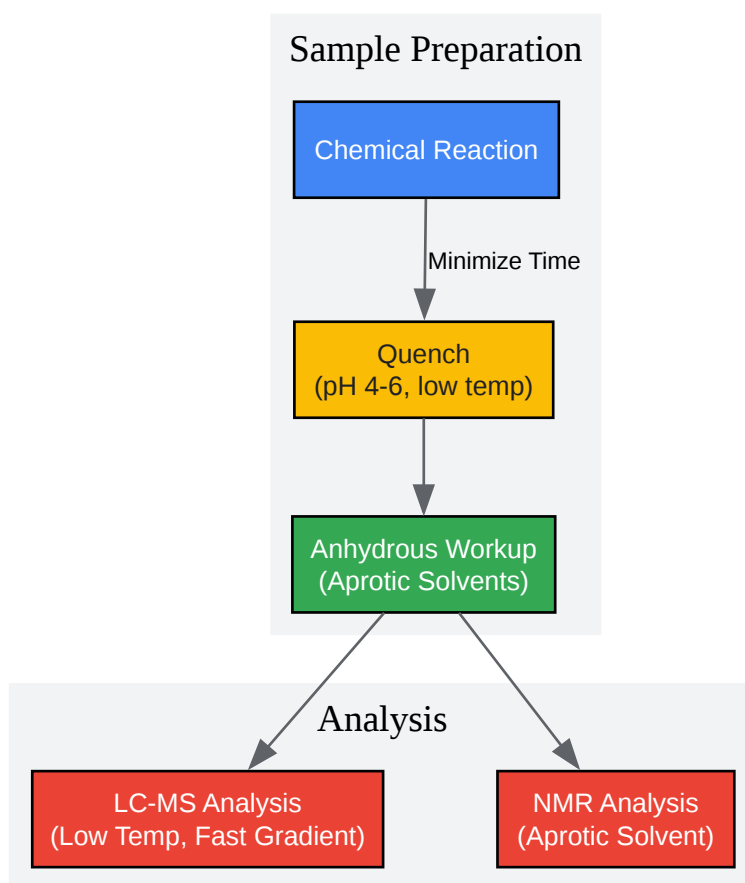 Sample Preparation
Chemical Reaction
Minimize Time
Quench
(pH 4-6, low temp)
Anhydrous Workup
(Aprotic Solvents)
Analysis
LC-MS Analysis
(Low Temp, Fast Gradient)
NMR Analysis
(Aprotic Solvent)